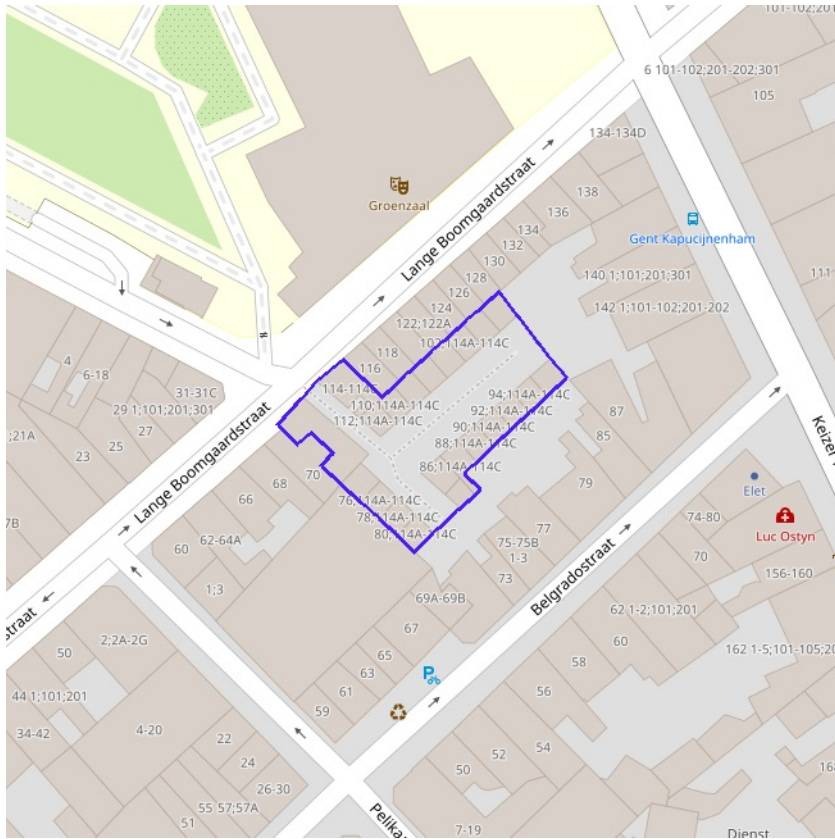 101-102;201
6 101-102;201-202;301
105
134-134D
Groenzaal
138
Lange Boomgaardstraat
136
134
Gent Kapucijnenham
132
130
140 1;101;201;301
111
128
126
142 1;101-102;201-202
124
122;122A
102;114A-114C
118
4
116
6-18
114-114C
31-31C
94;114A-114C
110;114A-114C
29 1;101;201;301
92;114A-114C
87
112;114A-114C
90;114A-114C
;21A
27
88;114A-114C
85
25
Keizer
23
86;114A-114C
70
Lange Boomgaardstraat
68
79
Elet
66
76;114A-114C
7B
78;114A-114C
74-80
77
80;114A-114C
Luc Ostyn
62-64A
60
75-75B
1-3
70
73
156-160
1;3
Belgradostraat
69A-69B
62 1-2;101;201
straat
67
2;2A-2G
60
162 1-5;101-105;20
50
65
58
63
P
44 1;101;201
61
56
59
34-42
4-20
22
54
52
24
50
168
26-30
55 57;57A
51
Pelika
7-19
Dienst